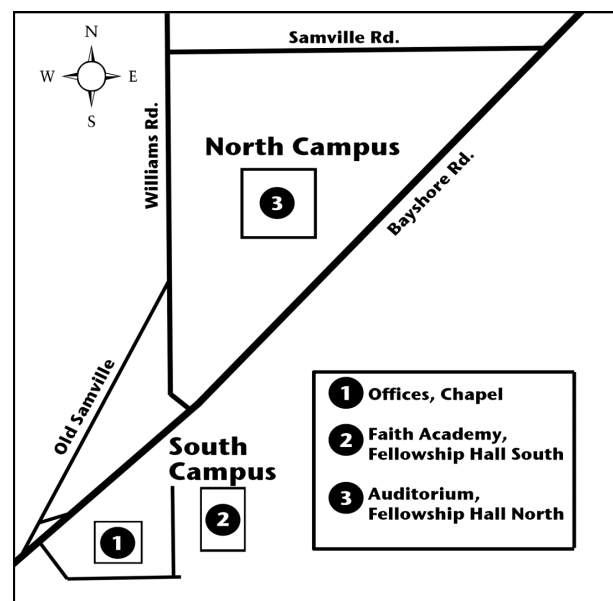 N
W E
S
Samville Rd.
Williams Rd.
North Campus
3
Bayshore Rd.
Old Samville
South
Campus
2
1
1 Offices, Chapel
2 Faith Academy,
Fellowship Hall South
3 Auditorium,
Fellowship Hall North